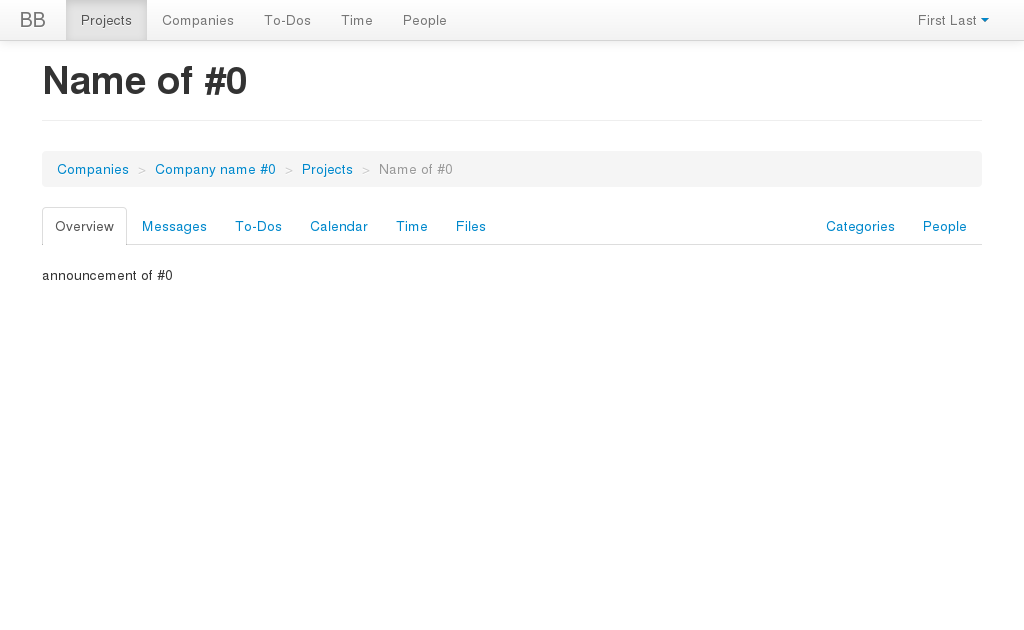 BB Projects Companies To-Dos Time People First Last
Name of #0
Companies > Company name #0 > Projects > Name of #0
Overview Messages To-Dos Calendar Time Files Categories People
announcement of #0